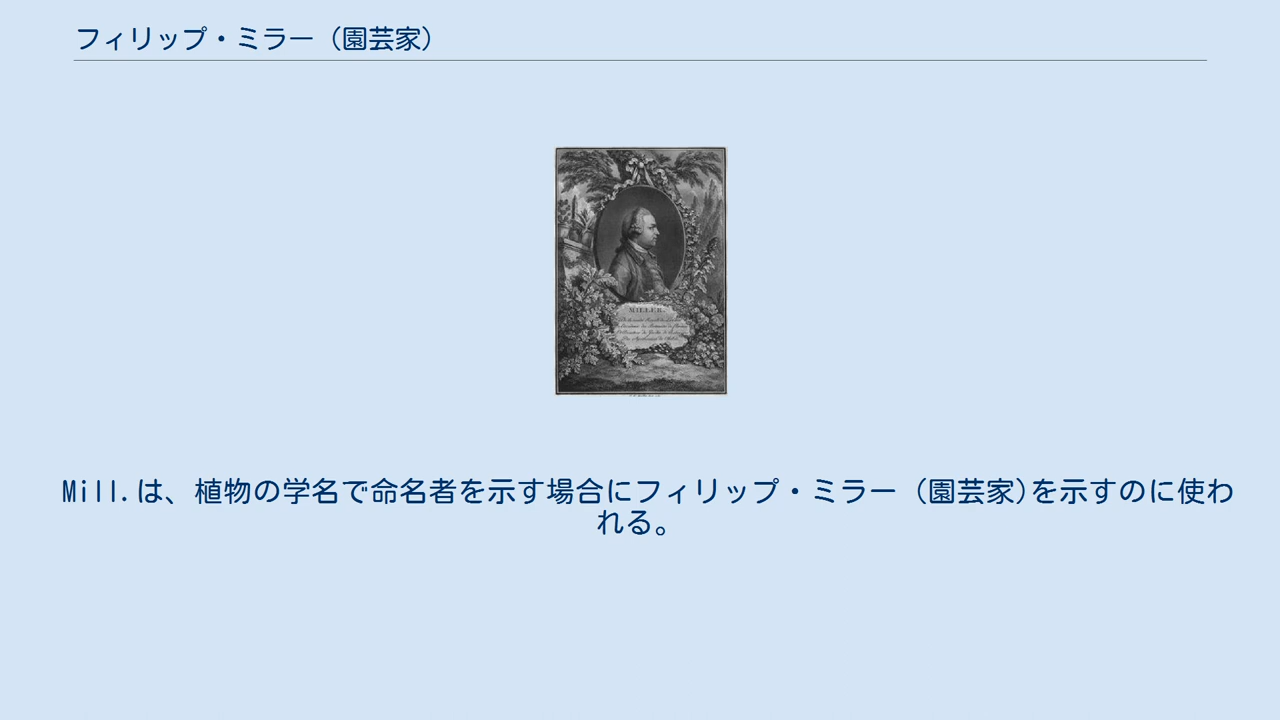 フィリップ・ミラー (園芸家)
MILLER.
Mill.は、植物の学名で命名者を示す場合にフィリップ・ミラー (園芸家)を示すのに使わ
れる。